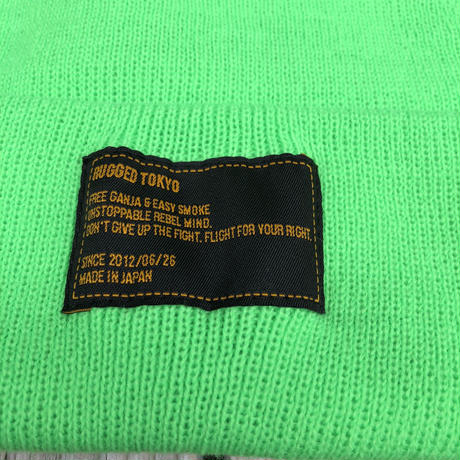 RUGGED TOKYO
FREE GANJA & EASY SMOKE
UNSTOPPABLE REBEL MIND.
DON'T GIVE UP THE FIGHT. FLIGHT FOR YOUR RIGHT.
SINCE 2012/06/26
MADE IN JAPAN